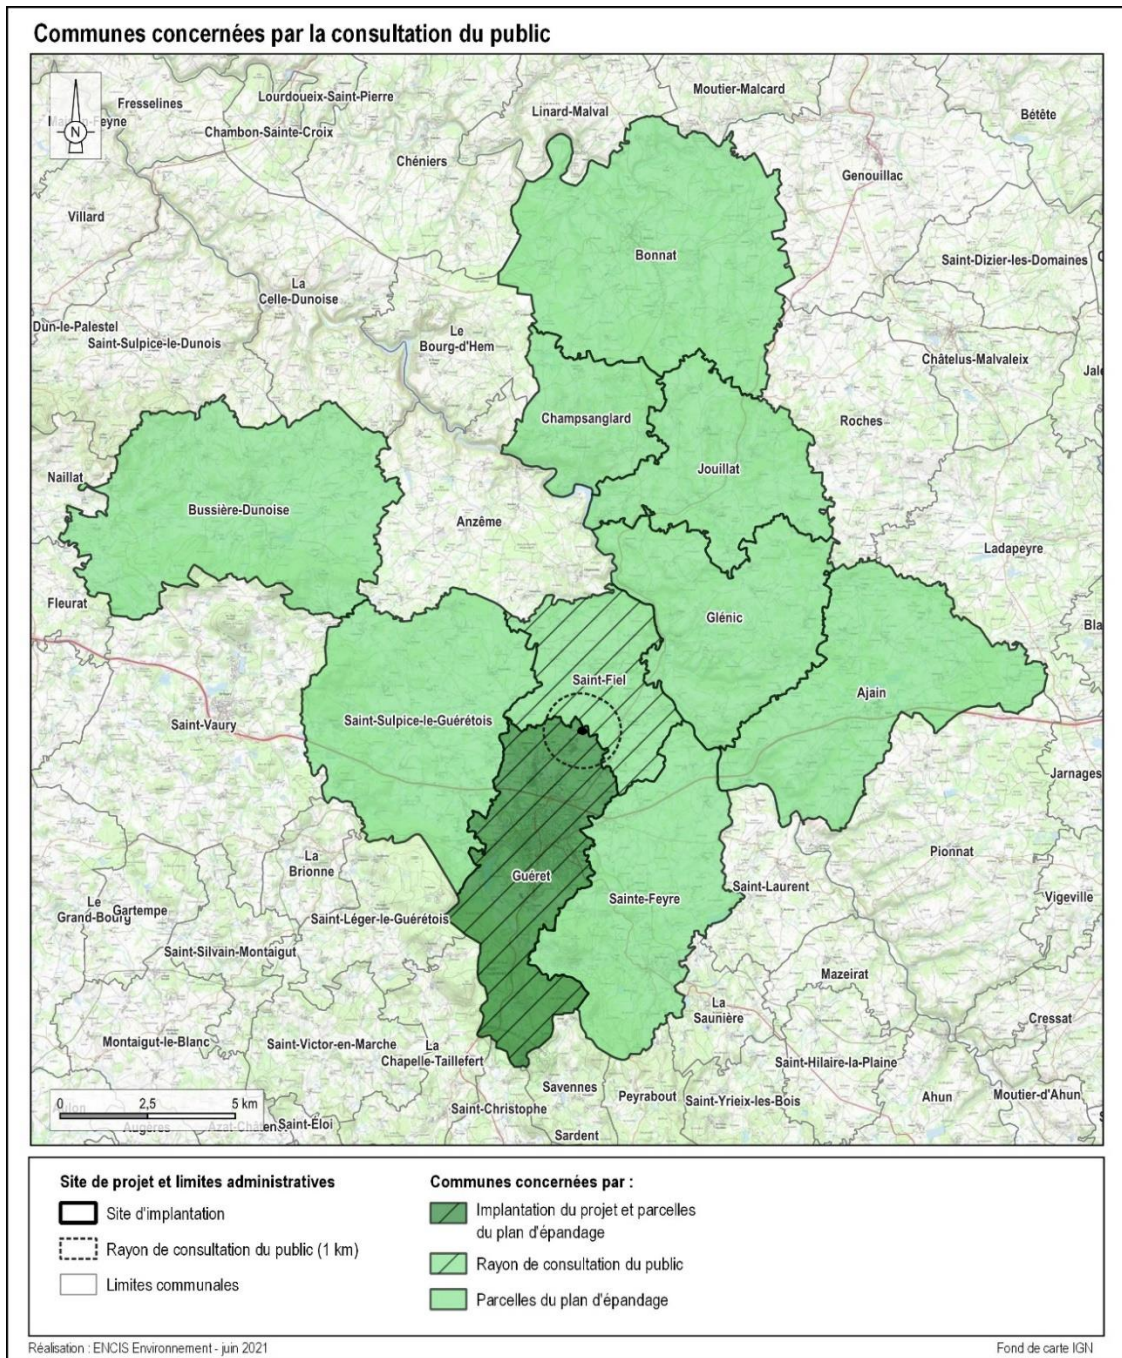 Communes concernées par la consultation du public
N
Fresselines
Lourdoueix-Saint-Pierre
Moutier-Malcard
Linard-Malval
Bétête
Chambon-Sainte-Croix
Chéniers
Genouillac
Villard
Bonnat
Saint-Dizier-les-Domaines
La
Celle-Dunoise
Dun-le-Palestel
Saint-Sulpice-le-Dunois
Le
Bourg-d'Hem
Châtelus-Malvaleix
Champsanglard
Roches
Jouillat
Naillat
Bussière-Dunoise
Anzême
Ladapeyre
Fleurat
Glénic
Saint-Fiel
Ajain
Saint-Vaury
Saint-Sulpice-le-Guérétois
Jarnages
La
Brionne
Pionnat
Guéret
Saint-Laurent
Sainte-Feyre
Vigeville
Le
Grand-Bourg
Gartempe
Saint-Léger-le-Guérétois
Saint-Silvain-Montaigut
Mazeirat
La
Saunière
Cressat
Montaigut-le-Blanc
Saint-Victor-en-Marche
La
Chapelle-Taillefert
Saint-Hilaire-la-Plaine
Savennes
Peyrabout
Saint-Yrieix-les-Bois
Ahun
Moutier-d'Ahun
Saint-Christophe
Saint-Éloi
Sardent
Augères
0 2,5 5 km
Site de projet et limites administratives
Site d'implantation
Rayon de consultation du public (1 km)
Limites communales
Communes concernées par :
Implantation du projet et parcelles
du plan d'épandage
Rayon de consultation du public
Parcelles du plan d'épandage
Réalisation : ENCIS Environnement - juin 2021
Fond de carte IGN